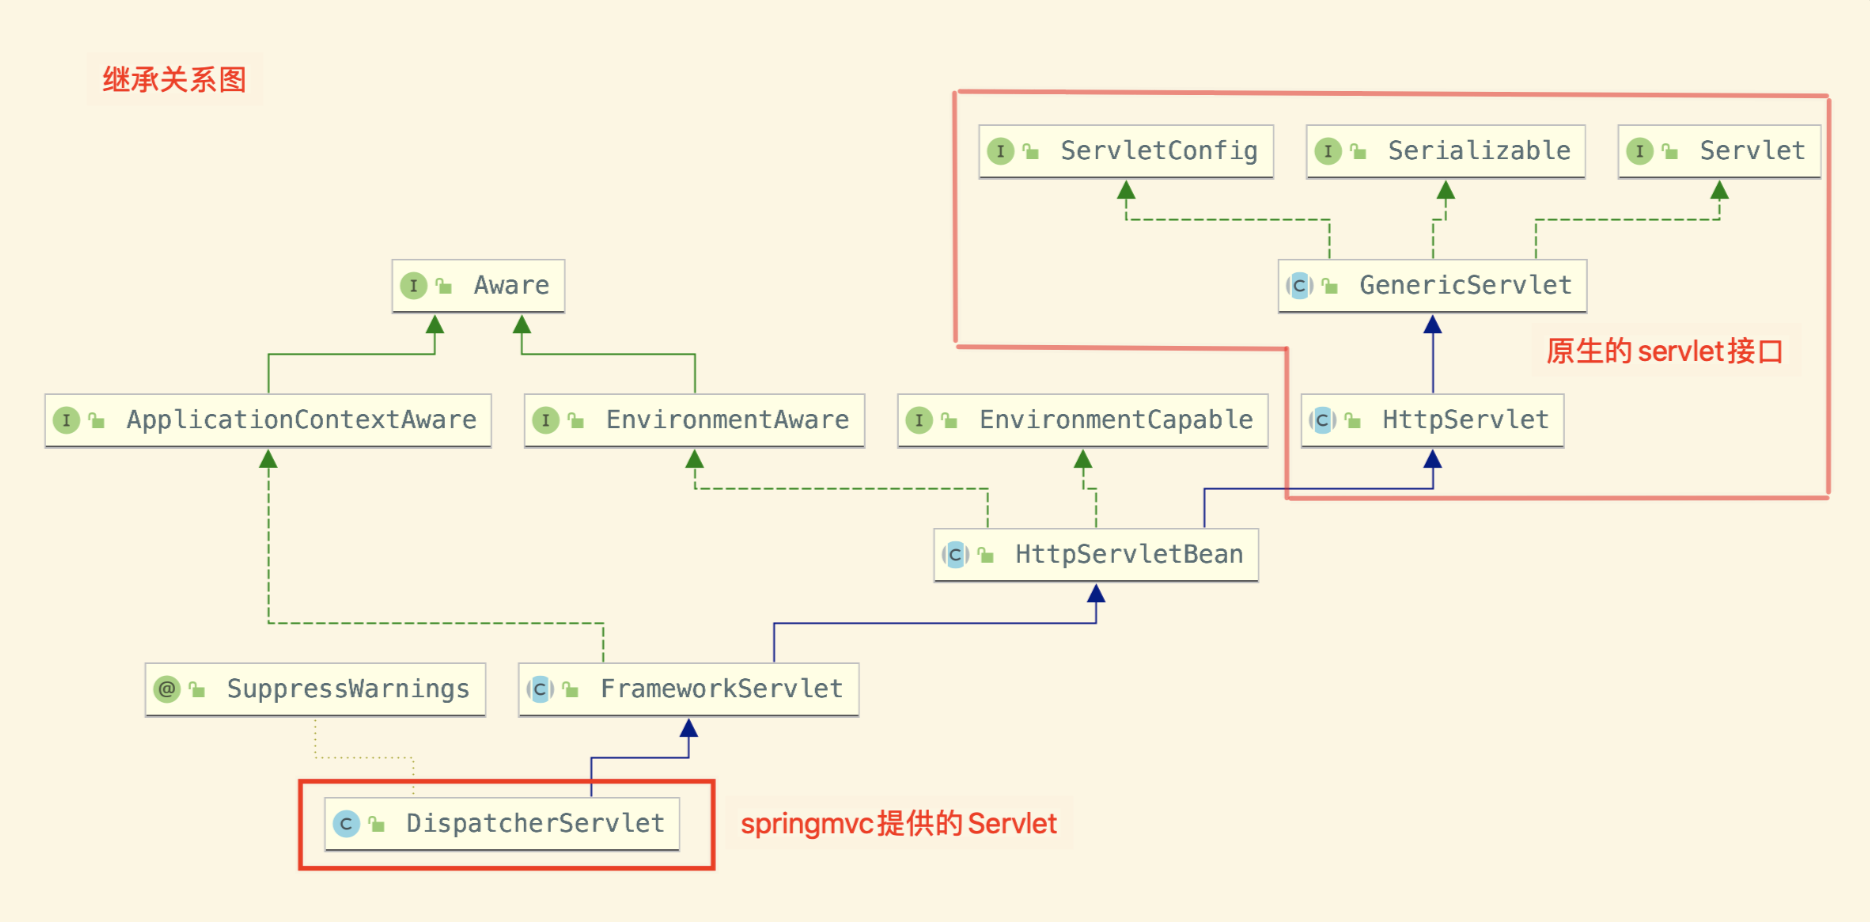 继承关系图
ServletConfig
Serializable
Servlet
Aware
GenericServlet
原生的servlet接口
ApplicationContextAware
EnvironmentAware
EnvironmentCapable
HttpServlet
HttpServletBean
SuppressWarnings
FrameworkServlet
DispatcherServlet
springmvc提供的Servlet